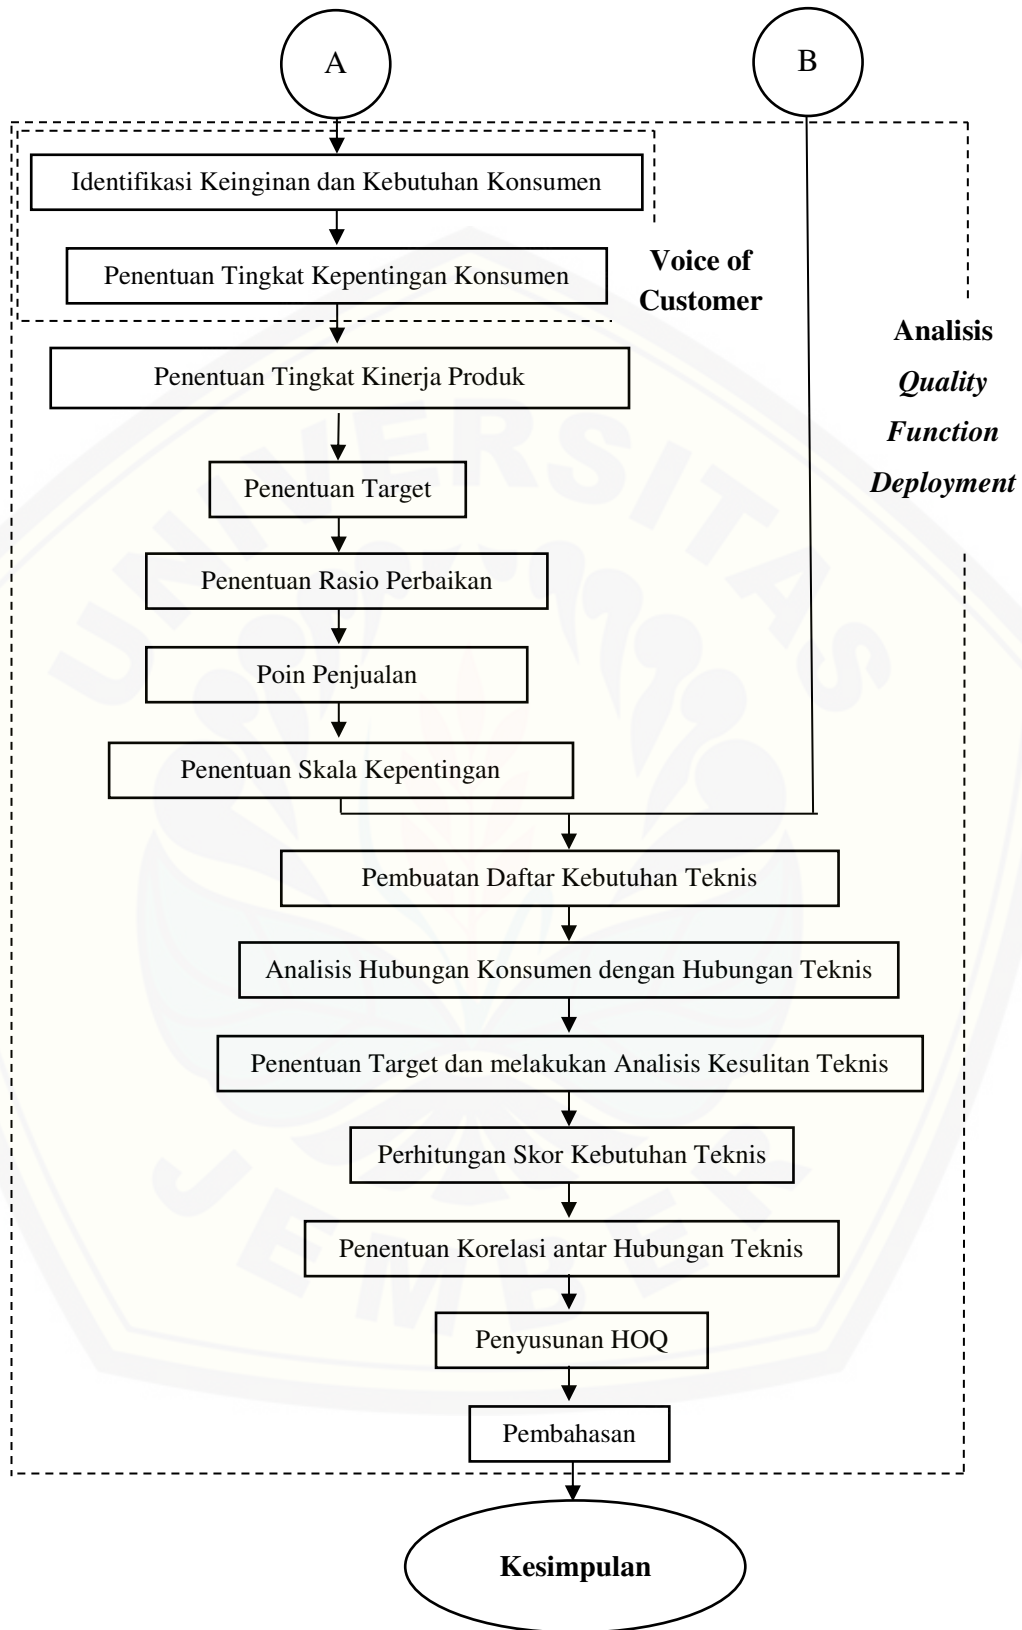 A
B
Identifikasi Keinginan dan Kebutuhan Konsumen
Penentuan Tingkat Kepentingan Konsumen
Voice of
Customer
Analisis
Quality
Function
Deployment
Penentuan Tingkat Kinerja Produk
Penentuan Target
Penentuan Rasio Perbaikan
Poin Penjualan
Penentuan Skala Kepentingan
Pembuatan Daftar Kebutuhan Teknis
Analisis Hubungan Konsumen dengan Hubungan Teknis
Penentuan Target dan melakukan Analisis Kesulitan Teknis
Perhitungan Skor Kebutuhan Teknis
Penentuan Korelasi antar Hubungan Teknis
Penyusunan HOQ
Pembahasan
Kesimpulan
UNIVERSITAS
JEMBER